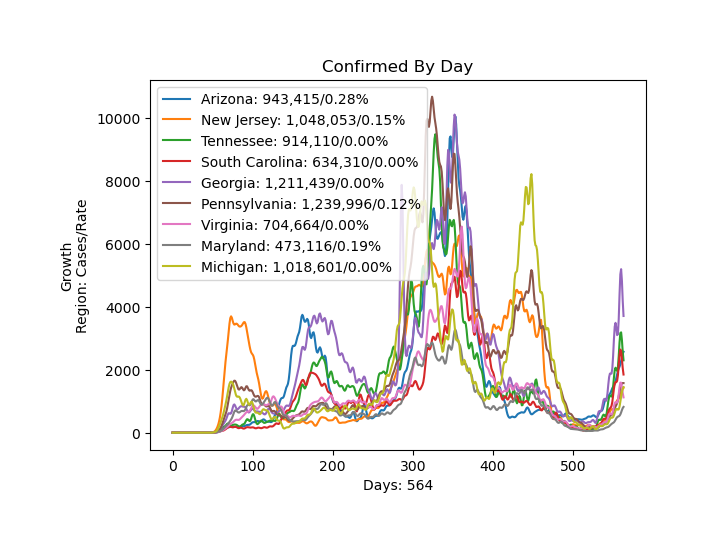 Confirmed By Day
Arizona: 943,415/0.28%
New Jersey: 1,048,053/0.15%
Tennessee: 914,110/0.00%
South Carolina: 634,310/0.00%
Georgia: 1,211,439/0.00%
Pennsylvania: 1,239,996/0.12%
Virginia: 704,664/0.00%
Maryland: 473,116/0.19%
Michigan: 1,018,601/0.00%
Growth
Region: Cases/Rate
10000
8000
6000
4000
2000
0
0 100 200 300 400 500
Days: 564